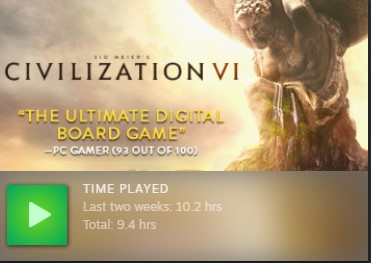 SID MEIER'S
CIVILIZATION VI
“THE ULTIMATE DIGITAL
BOARD GAME”
—PC GAMER (93 OUT OF 100)
TIME PLAYED
Last two weeks: 10.2 hrs
Total: 9.4 hrs